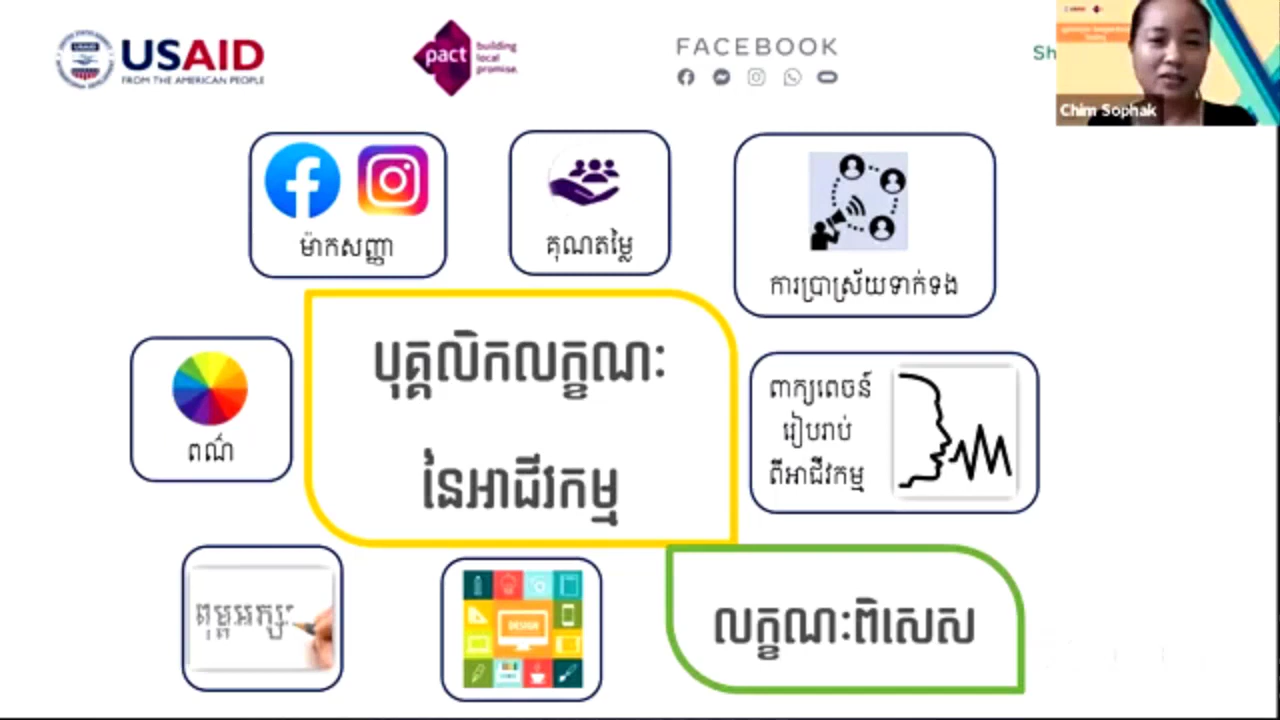 USAID
FROM THE AMERICAN PEOPLE
pact
building
local
promise.
FACEBOOK
Sh
Chim Sophak
ម៉ាកសញ្ញា
គុណតម្លៃ
ការប្រាស្រ័យទាក់ទង
បុគ្គលិកលក្ខណៈ
នៃអាជីវកម្ម
ពណ៌
ពាក្យពេចន៍
រៀបរាប់
ពីអាជីវកម្ម
ពុម្ពអក្សរ
DESIGN
លក្ខណៈពិសេស